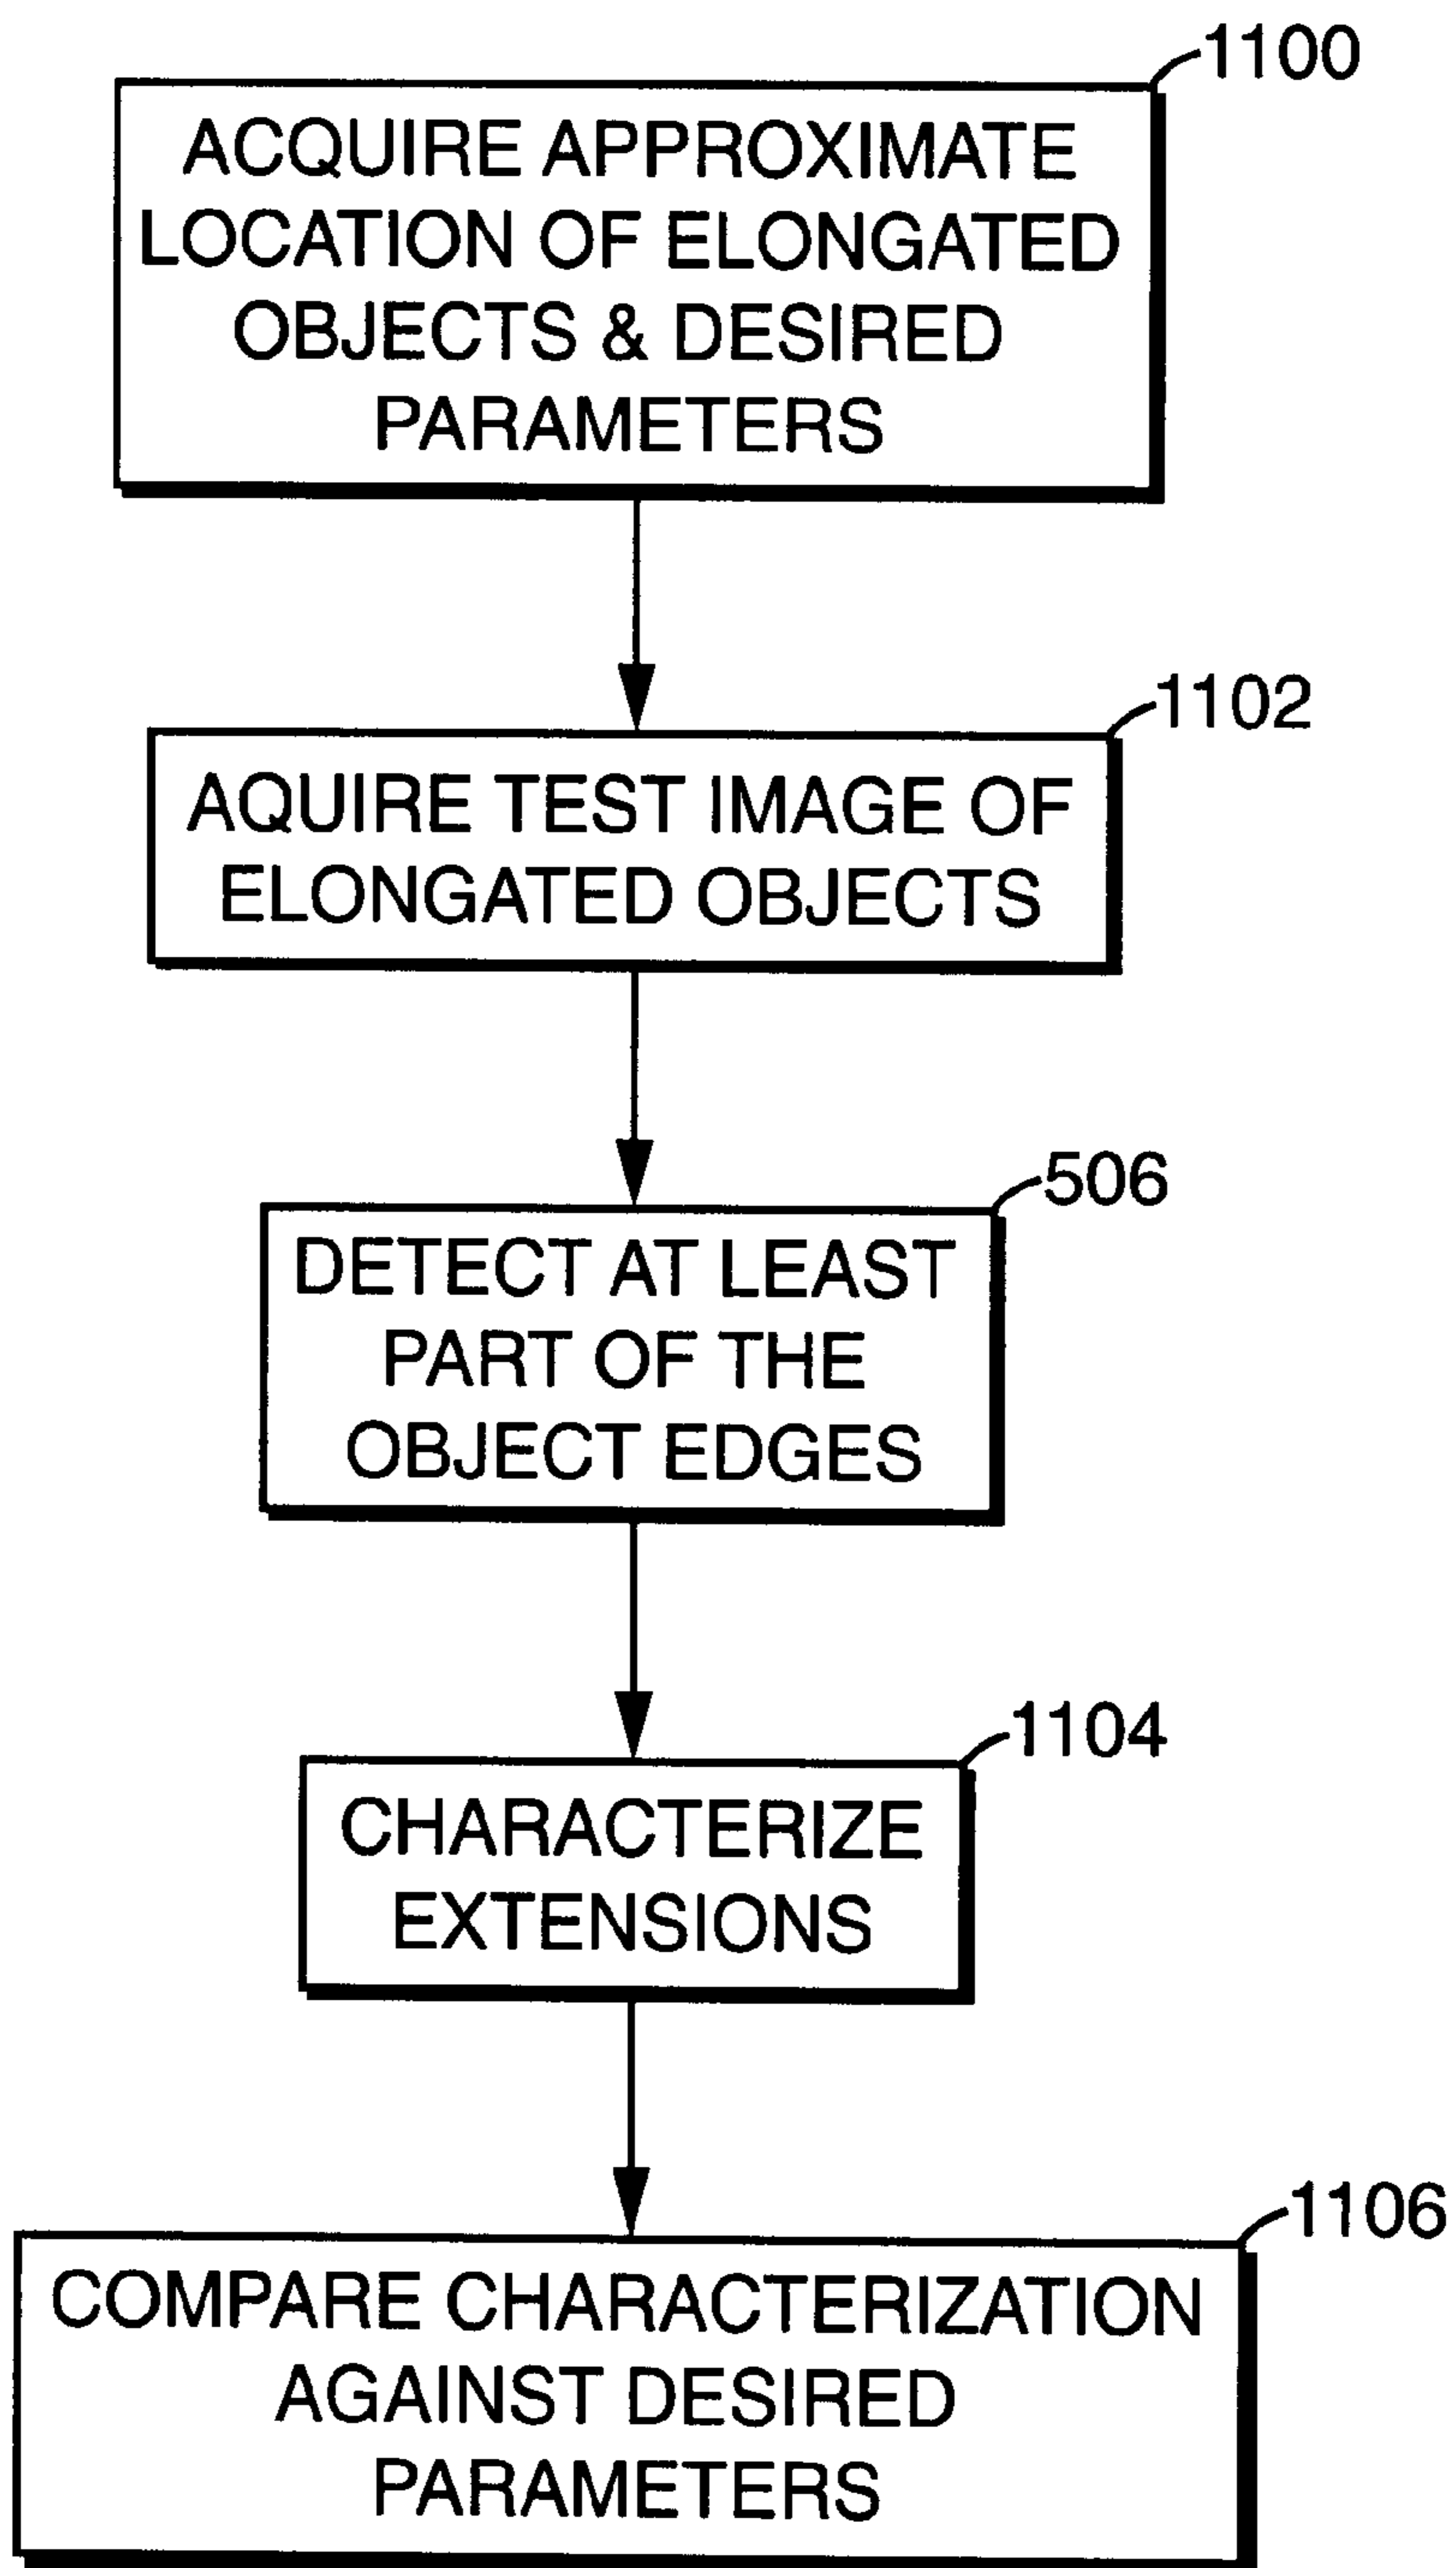 1100
ACQUIRE APPROXIMATE
LOCATION OF ELONGATED
OBJECTS & DESIRED
PARAMETERS
1102
AQUIRE TEST IMAGE OF
ELONGATED OBJECTS
506
DETECT AT LEAST
PART OF THE
OBJECT EDGES
1104
CHARACTERIZE
EXTENSIONS
1106
COMPARE CHARACTERIZATION
AGAINST DESIRED
PARAMETERS